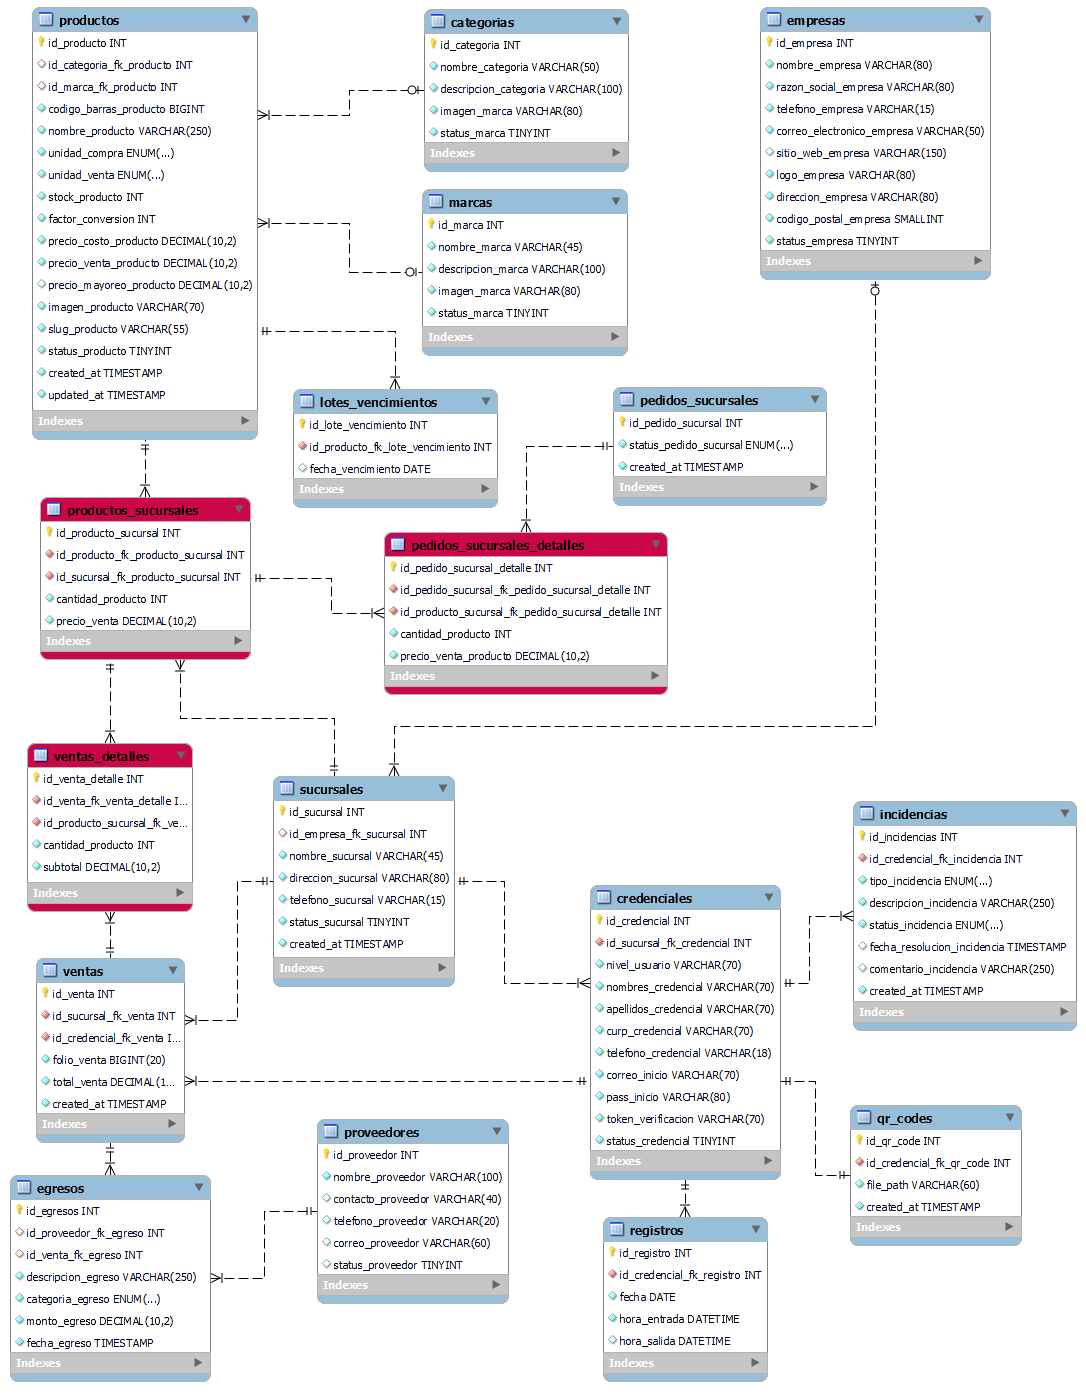 productos
id_producto INT
id_categoria_fk_producto INT
id_marca_fk_producto INT
codigo_barras_producto BIGINT
nombre_producto VARCHAR(250)
unidad_compra ENUM(...)
unidad_venta ENUM(...)
stock_producto INT
factor_conversion INT
precio_costo_producto DECIMAL(10,2)
precio_venta_producto DECIMAL(10,2)
precio_mayoreo_producto DECIMAL(10,2)
imagen_producto VARCHAR(70)
slug_producto VARCHAR(55)
status_producto TINYINT
created_at TIMESTAMP
updated_at TIMESTAMP
Indexes
categorias
id_categoria INT
nombre_categoria VARCHAR(50)
descripcion_categoria VARCHAR(100)
imagen_marca VARCHAR(80)
status_marca TINYINT
Indexes
empresas
id_empresa INT
nombre_empresa VARCHAR(80)
razon_social_empresa VARCHAR(80)
telefono_empresa VARCHAR(15)
correo_electronico_empresa VARCHAR(50)
sitio_web_empresa VARCHAR(150)
logo_empresa VARCHAR(80)
direccion_empresa VARCHAR(80)
codigo_postal_empresa SMALLINT
status_empresa TINYINT
Indexes
marcas
id_marca INT
nombre_marca VARCHAR(45)
descripcion_marca VARCHAR(100)
imagen_marca VARCHAR(80)
status_marca TINYINT
Indexes
lotes_vencimientos
id_lote_vencimiento INT
id_producto_fk_lote_vencimiento INT
fecha_vencimiento DATE
Indexes
pedidos_sucursales
id_pedido_sucursal INT
status_pedido_sucursal ENUM(...)
created_at TIMESTAMP
Indexes
productos_sucursales
id_producto_sucursal INT
id_producto_fk_producto_sucursal INT
id_sucursal_fk_producto_sucursal INT
cantidad_producto INT
precio_venta DECIMAL(10,2)
Indexes
pedidos_sucursales_detalles
id_pedido_sucursal_detalle INT
id_pedido_sucursal_fk_pedido_sucursal_detalle INT
id_producto_sucursal_fk_pedido_sucursal_detalle INT
cantidad_producto INT
precio_venta_producto DECIMAL(10,2)
Indexes
ventas_detalles
id_venta_detalle INT
id_venta_fk_venta_detalle I...
id_producto_sucursal_fk_ve...
cantidad_producto INT
subtotal DECIMAL(10,2)
Indexes
sucursales
id_sucursal INT
id_empresa_fk_sucursal INT
nombre_sucursal VARCHAR(45)
direccion_sucursal VARCHAR(80)
telefono_sucursal VARCHAR(15)
status_sucursal TINYINT
created_at TIMESTAMP
Indexes
incidencias
id_incidencias INT
id_credencial_fk_incidencia INT
tipo_incidencia ENUM(...)
descripcion_incidencia VARCHAR(250)
status_incidencia ENUM(...)
fecha_resolucion_incidencia TIMESTAMP
comentario_incidencia VARCHAR(250)
created_at TIMESTAMP
Indexes
credenciales
id_credencial INT
id_sucursal_fk_credencial INT
nivel_usuario VARCHAR(70)
nombres_credencial VARCHAR(70)
apellidos_credencial VARCHAR(70)
curp_credencial VARCHAR(70)
telefono_credencial VARCHAR(18)
correo_inicio VARCHAR(70)
pass_inicio VARCHAR(80)
token_verificacion VARCHAR(70)
status_credencial TINYINT
Indexes
ventas
id_venta INT
id_sucursal_fk_venta INT
id_credencial_fk_venta I...
folio_venta BIGINT(20)
total_venta DECIMAL(1...
created_at TIMESTAMP
Indexes
qr_codes
id_qr_code INT
id_credencial_fk_qr_code INT
file_path VARCHAR(60)
created_at TIMESTAMP
Indexes
proveedores
id_proveedor INT
nombre_proveedor VARCHAR(100)
contacto_proveedor VARCHAR(40)
telefono_proveedor VARCHAR(20)
correo_proveedor VARCHAR(60)
status_proveedor TINYINT
Indexes
egresos
id_egresos INT
id_proveedor_fk_egreso INT
id_venta_fk_egreso INT
descripcion_egreso VARCHAR(250)
categoria_egreso ENUM(...)
monto_egreso DECIMAL(10,2)
fecha_egreso TIMESTAMP
Indexes
registros
id_registro INT
id_credencial_fk_registro INT
fecha DATE
hora_entrada DATETIME
hora_salida DATETIME
Indexes